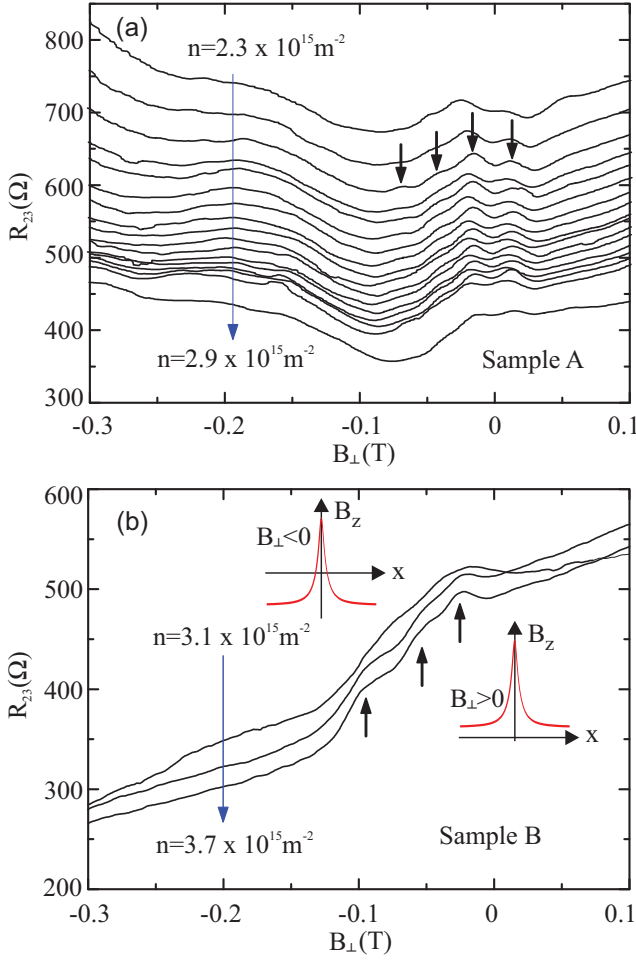 (a)
n=2.3 x 10¹⁵m⁻²
800
700
600
500
400
300
R₂₃(Ω)
n=2.9 x 10¹⁵m⁻²
Sample A
-0.3 -0.2 -0.1 0 0.1
B⊥(T)
(b)
600
500
400
300
200
R₂₃(Ω)
B_z
B⊥<0
x
n=3.1 x 10¹⁵m⁻²
B_z
B⊥>0
x
n=3.7 x 10¹⁵m⁻²
Sample B
-0.3 -0.2 -0.1 0 0.1
B⊥(T)